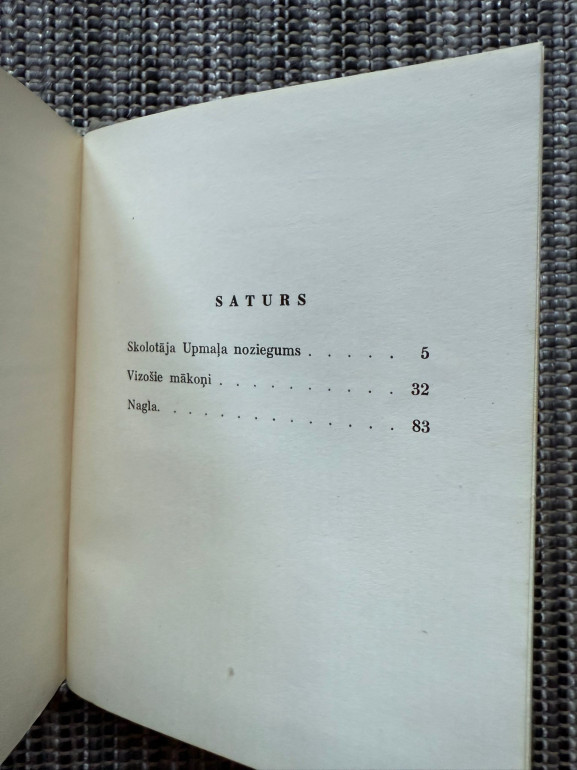 SATURS
Skolotāja Upmaļa noziegums . . . . . 5
Vizošie mākoņi . . . . . . . . . . 32
Nagla. . . . . . . . . . . . . . 83